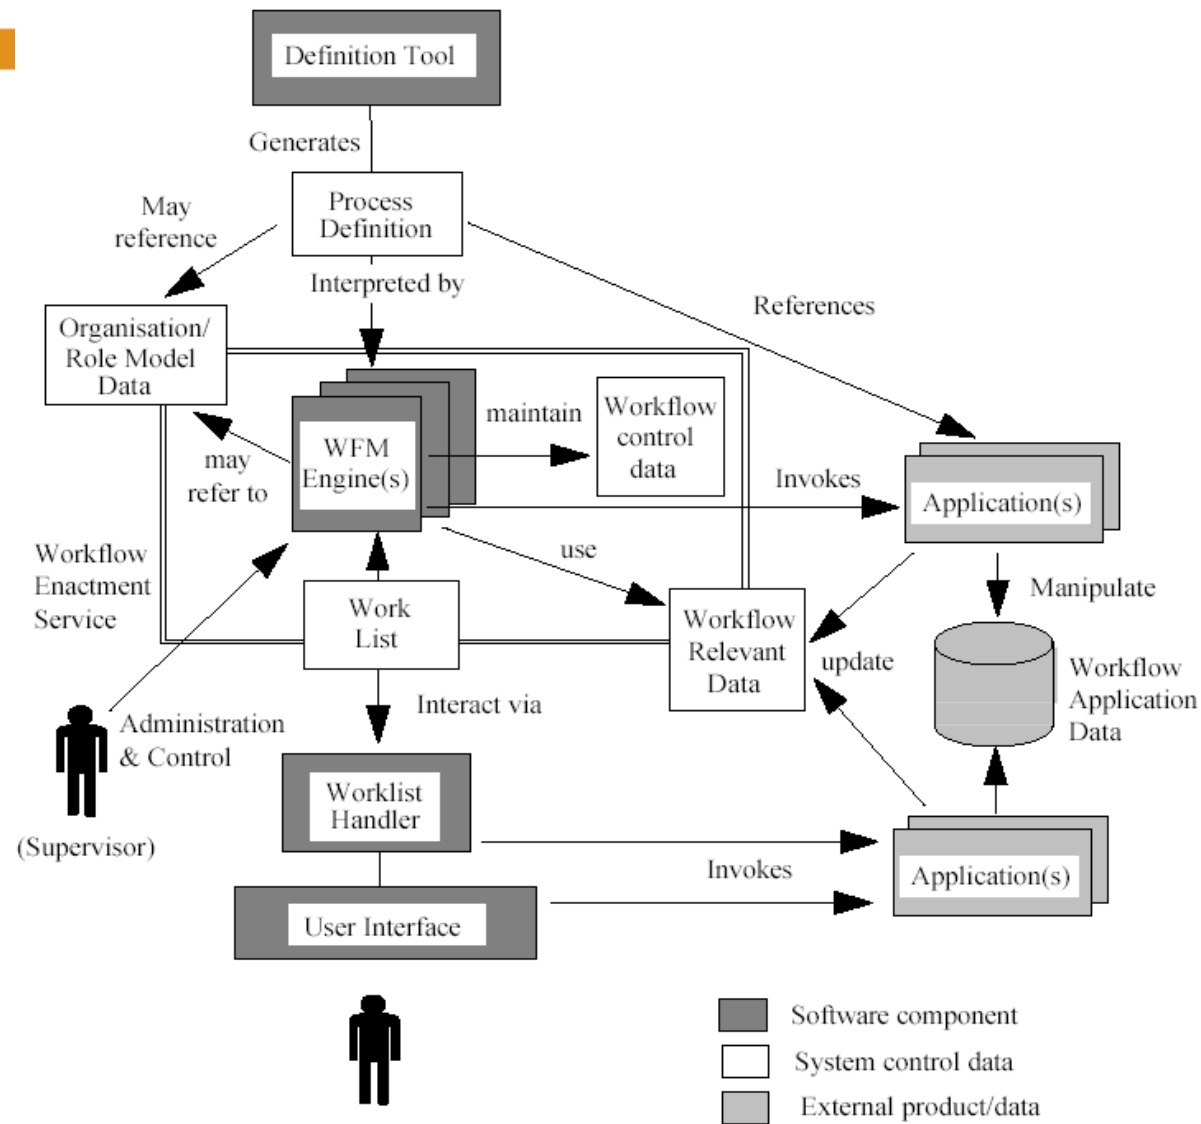 Definition Tool
Generates
Process
Definition
May
reference
Interpreted by
References
Organisation/
Role Model
Data
WFM
Engine(s)
maintain
Workflow
control
data
may
refer to
Invokes
Application(s)
use
Workflow
Enactment
Service
Work
List
Workflow
Relevant
Data
Manipulate
update
Workflow
Application
Data
Interact via
Administration
& Control
(Supervisor)
Worklist
Handler
Invokes
Application(s)
User Interface
Software component
System control data
External product/data